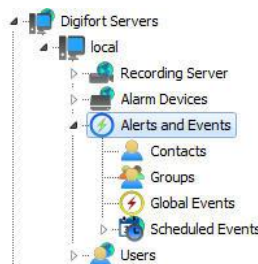 Digifort Servers
local
Recording Server
Alarm Devices
Alerts and Events
Contacts
Groups
Global Events
Scheduled Events
Users